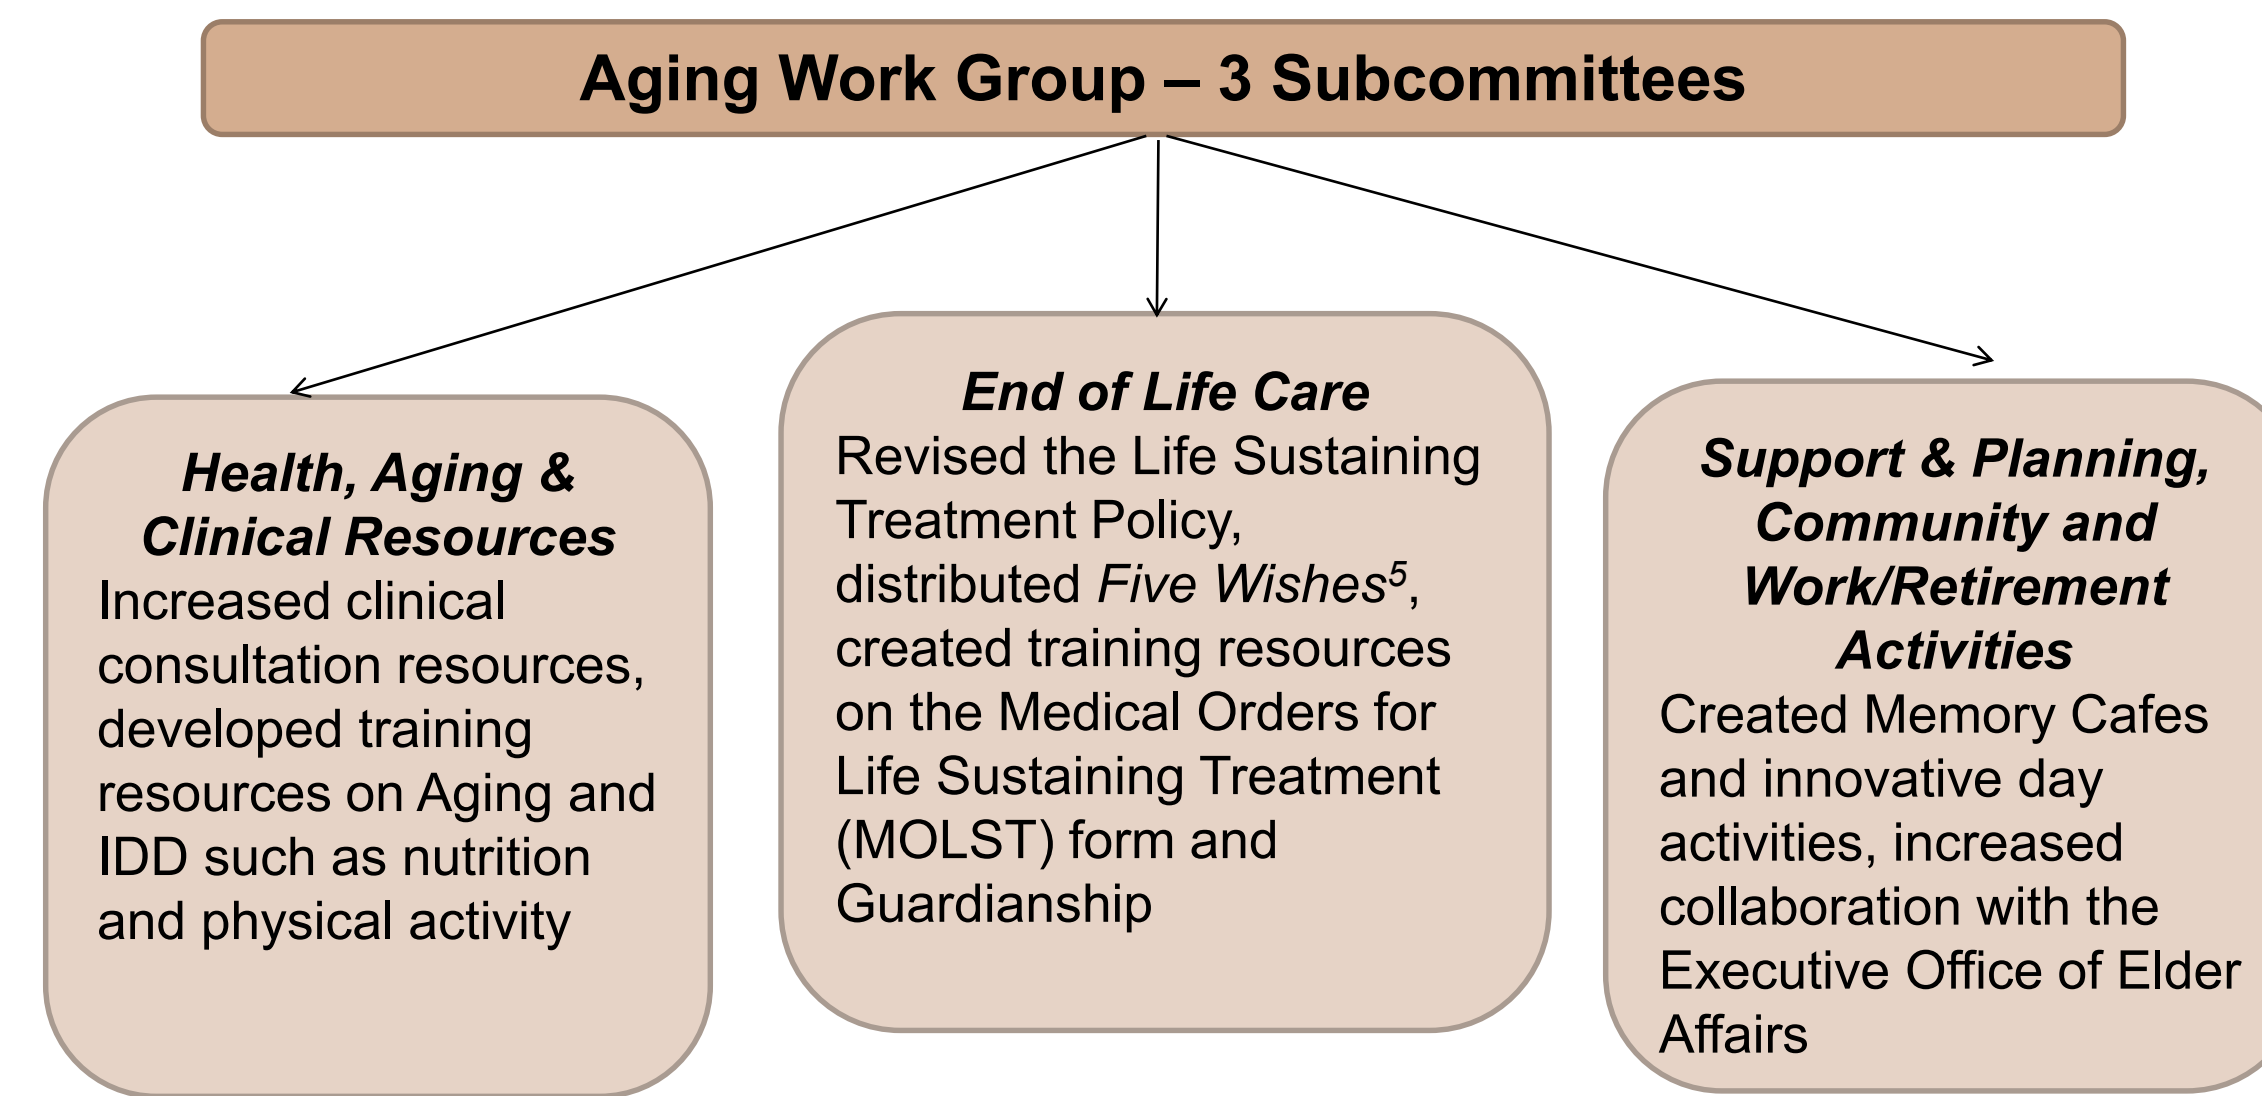 Aging Work Group – 3 Subcommittees
Health, Aging &
Clinical Resources
Increased clinical
consultation resources,
developed training
resources on Aging and
IDD such as nutrition
and physical activity
End of Life Care
Revised the Life Sustaining
Treatment Policy,
distributed Five Wishes⁵,
created training resources
on the Medical Orders for
Life Sustaining Treatment
(MOLST) form and
Guardianship
Support & Planning,
Community and
Work/Retirement
Activities
Created Memory Cafes
and innovative day
activities, increased
collaboration with the
Executive Office of Elder
Affairs